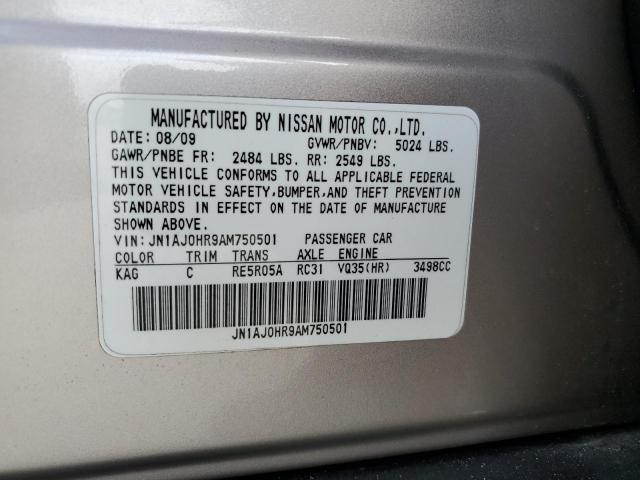 MANUFACTURED BY NISSAN MOTOR CO.,LTD.
DATE: 08/09 GVWR/PNBV: 5024 LBS.
GAWR/PNBE FR: 2484 LBS. RR: 2549 LBS.
THIS VEHICLE CONFORMS TO ALL APPLICABLE FEDERAL
MOTOR VEHICLE SAFETY,BUMPER,AND THEFT PREVENTION
STANDARDS IN EFFECT ON THE DATE OF MANUFACTURE
SHOWN ABOVE.
VIN: JN1AJ0HR9AM750501 PASSENGER CAR
COLOR TRIM TRANS AXLE ENGINE
KAG C RE5R05A RC31 VQ35(HR) 3498CC
JN1AJ0HR9AM750501